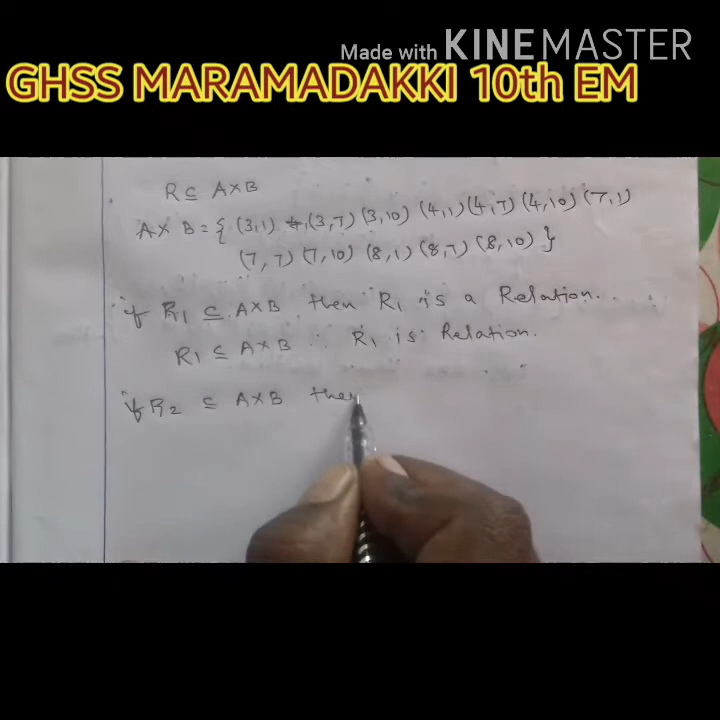 Made with KINEMASTER
GHSS MARAMADAKKI 10th EM
R ⊆ A×B
A×B = { (3,1) (3,7) (3,10) (4,1) (4,7) (4,10) (7,1)
(7,7) (7,10) (8,1) (8,7) (8,10) }
if R1 ⊆ A×B then R1 is a Relation.
R1 ⊆ A×B ∴ R1 is Relation.
if R2 ⊆ A×B then